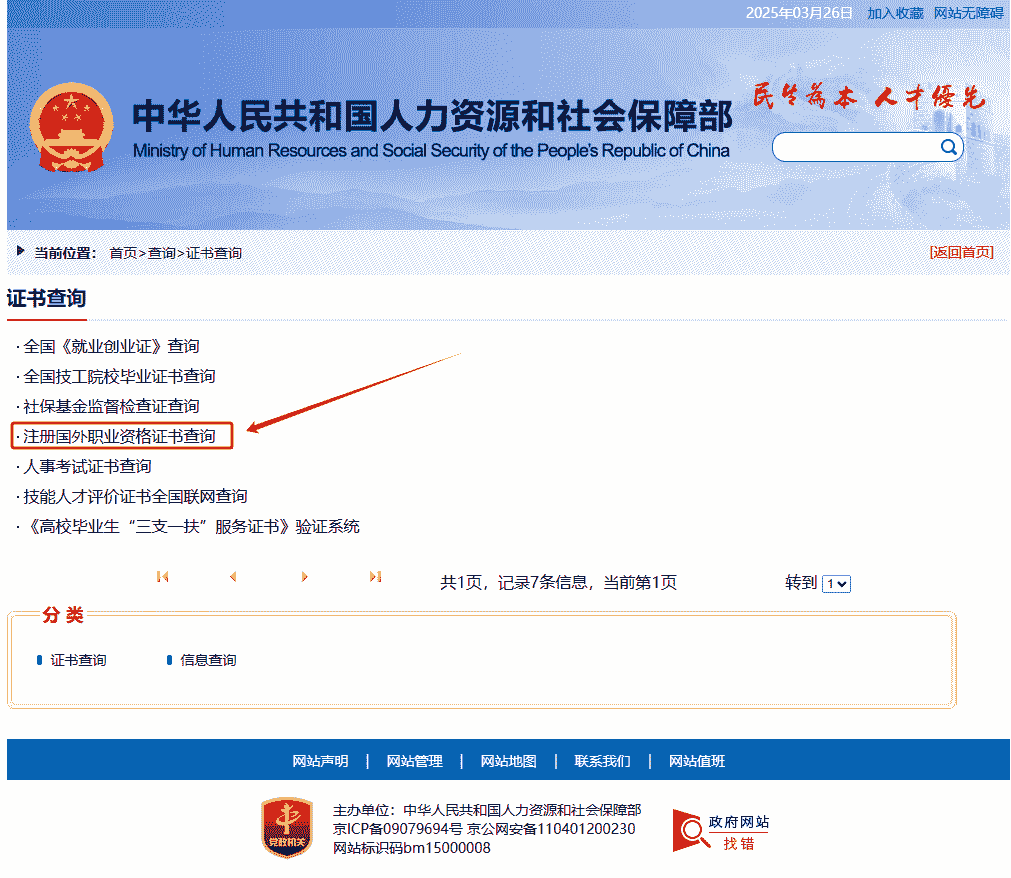 2025年03月26日 加入收藏 网站无障碍
中华人民共和国人力资源和社会保障部
Ministry of Human Resources and Social Security of the People's Republic of China
民生為本 人才優先
当前位置： 首页>查询>证书查询
[返回首页]
证书查询
·全国《就业创业证》查询
·全国技工院校毕业证书查询
·社保基金监督检查证查询
·注册国外职业资格证书查询
·人事考试证书查询
·技能人才评价证书全国联网查询
·《高校毕业生“三支一扶”服务证书》验证系统
共1页，记录7条信息，当前第1页 转到 1
分 类
证书查询 信息查询
网站声明 | 网站管理 | 网站地图 | 联系我们 | 网站值班
党政机关
主办单位：中华人民共和国人力资源和社会保障部
京ICP备09079694号 京公网安备110401200230
网站标识码bm15000008
政府网站
找错